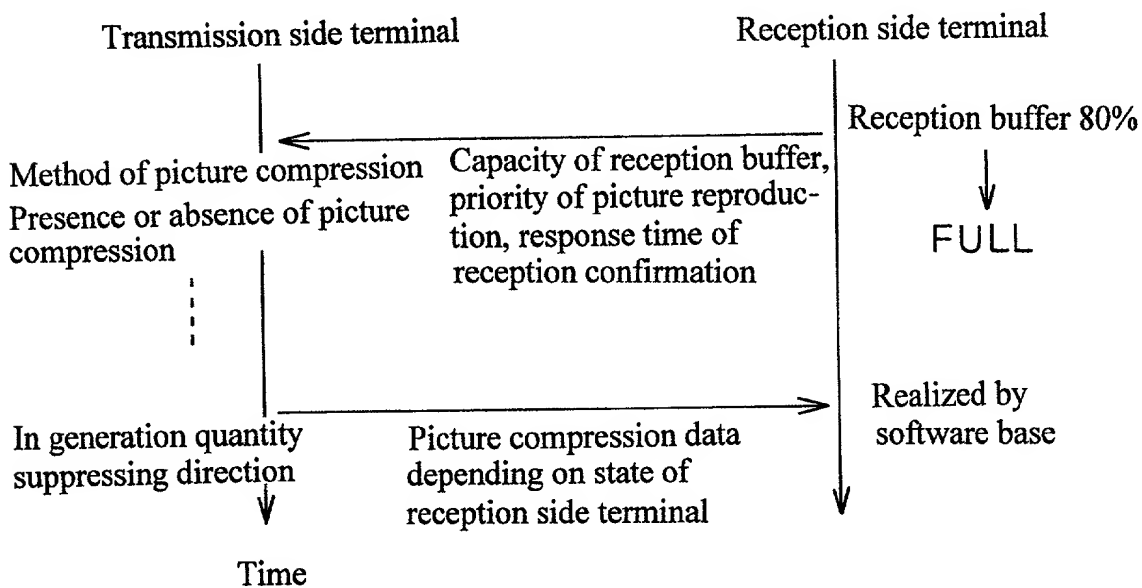 Transmission side terminal
Reception side terminal
Reception buffer 80%
FULL
Method of picture compression
Presence or absence of picture
compression
Capacity of reception buffer,
priority of picture reproduc-
tion, response time of
reception confirmation
In generation quantity
suppressing direction
Picture compression data
depending on state of
reception side terminal
Realized by
software base
Time